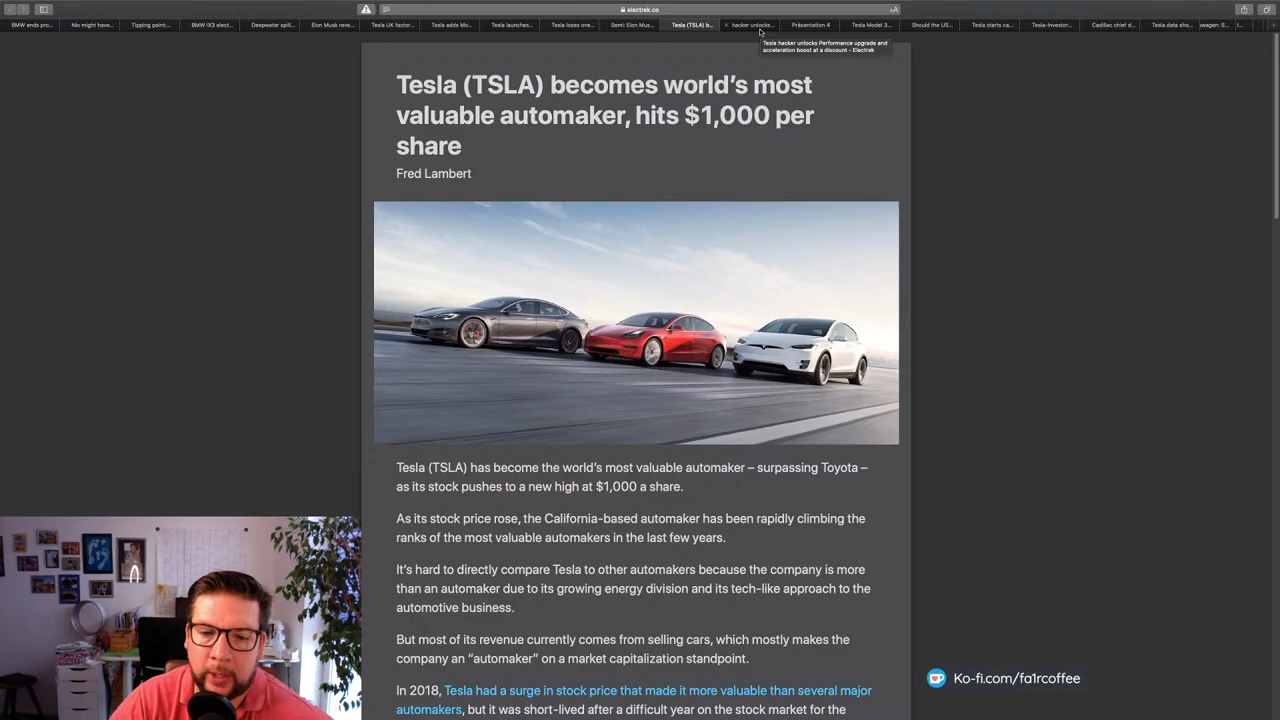 electrek.co
BMW ends pro...
No might have...
Tipping point:...
BMW iX3 elect...
Deepwater spill...
Elon Musk reve...
Tesla UK factor...
Tesla adds Mo...
Tesla launches...
Tesla loses one...
Semi: Elon Mus...
Tesla (TSLA) b...
hacker unlocks...
Präsentation 4
Tesla Model 3...
Should the US...
Tesla starts ca...
Tesla-Investor...
Cadillac chief d...
Tesla data sho...
swagen: S...
Tesla hacker unlocks Performance upgrade and
acceleration boost at a discount - Electrek
Tesla (TSLA) becomes world’s most
valuable automaker, hits $1,000 per
share
Fred Lambert
Tesla (TSLA) has become the world’s most valuable automaker – surpassing Toyota –
as its stock pushes to a new high at $1,000 a share.
As its stock price rose, the California-based automaker has been rapidly climbing the
ranks of the most valuable automakers in the last few years.
It’s hard to directly compare Tesla to other automakers because the company is more
than an automaker due to its growing energy division and its tech-like approach to the
automotive business.
But most of its revenue currently comes from selling cars, which mostly makes the
company an “automaker” on a market capitalization standpoint.
In 2018, Tesla had a surge in stock price that made it more valuable than several major
automakers, but it was short-lived after a difficult year on the stock market for the
Ko-fi.com/fa1rcoffee